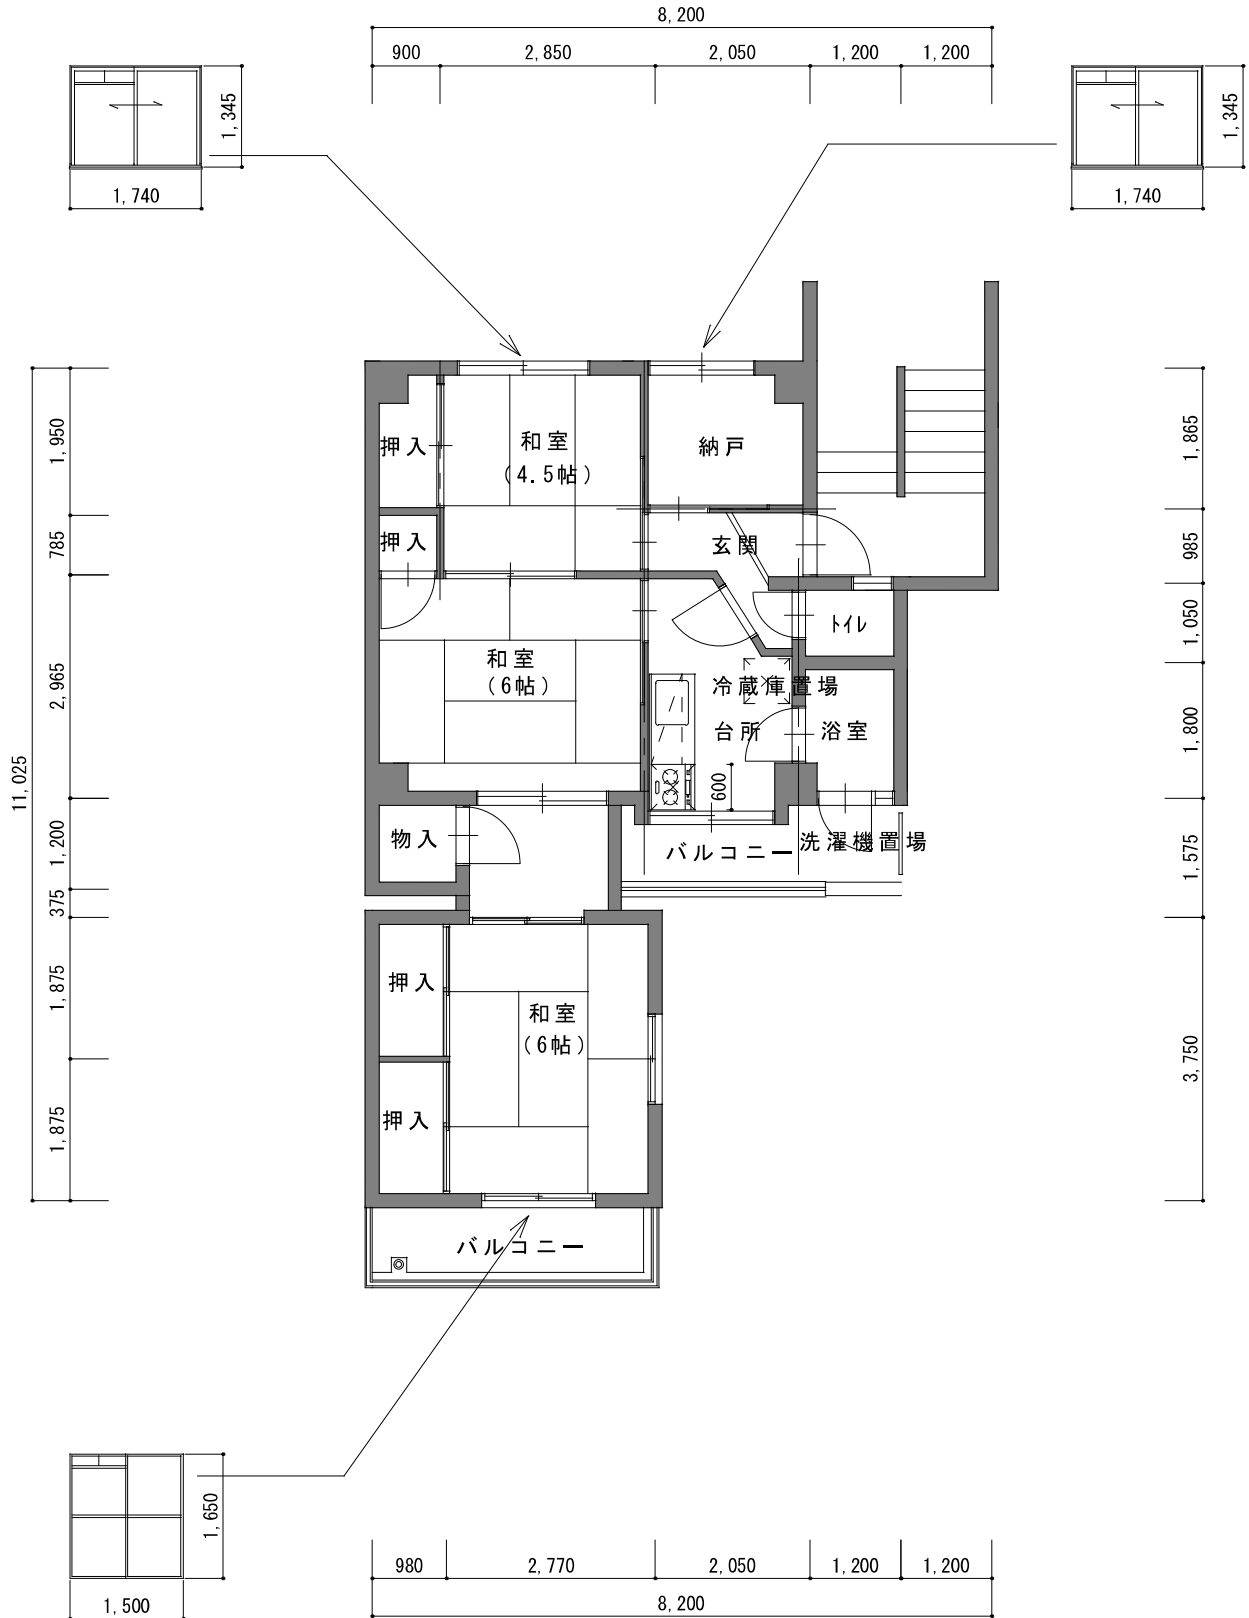 8,200
900
2,850
2,050
1,200
1,200
1,345
1,740
1,345
1,740
1,950
785
2,965
11,025
1,200
375
1,875
1,875
1,865
985
1,050
1,800
1,575
3,750
押入
和室
(4.5帖)
納戸
押入
玄関
トイレ
和室
(6帖)
冷蔵庫置場
台所
浴室
600
物入
バルコニー
洗濯機置場
押入
和室
(6帖)
押入
バルコニー
1,650
1,500
980
2,770
2,050
1,200
1,200
8,200